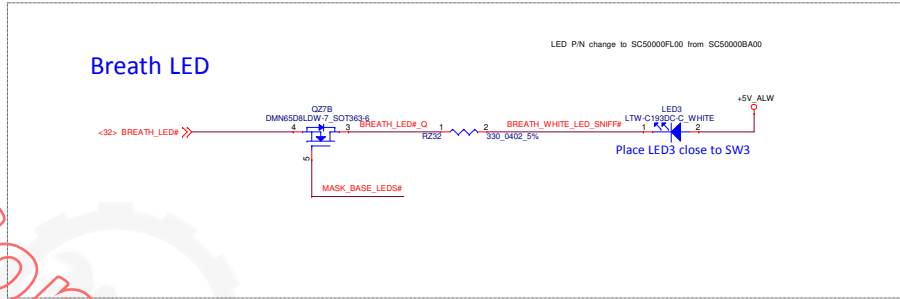 LED P/N change to SC50000FL00 from SC50000BA00
Breath LED
+5V_ALW
QZ7B
DMN65D8LDW-7_SOT363-6
LED3
LTW-C193DC-C_WHITE
<32> BREATH_LED#
4
3
BREATH_LED#_Q
1
2
BREATH_WHITE_LED_SNIFF#
1
2
RZ32
330_0402_5%
Place LED3 close to SW3
5
MASK_BASE_LEDS#